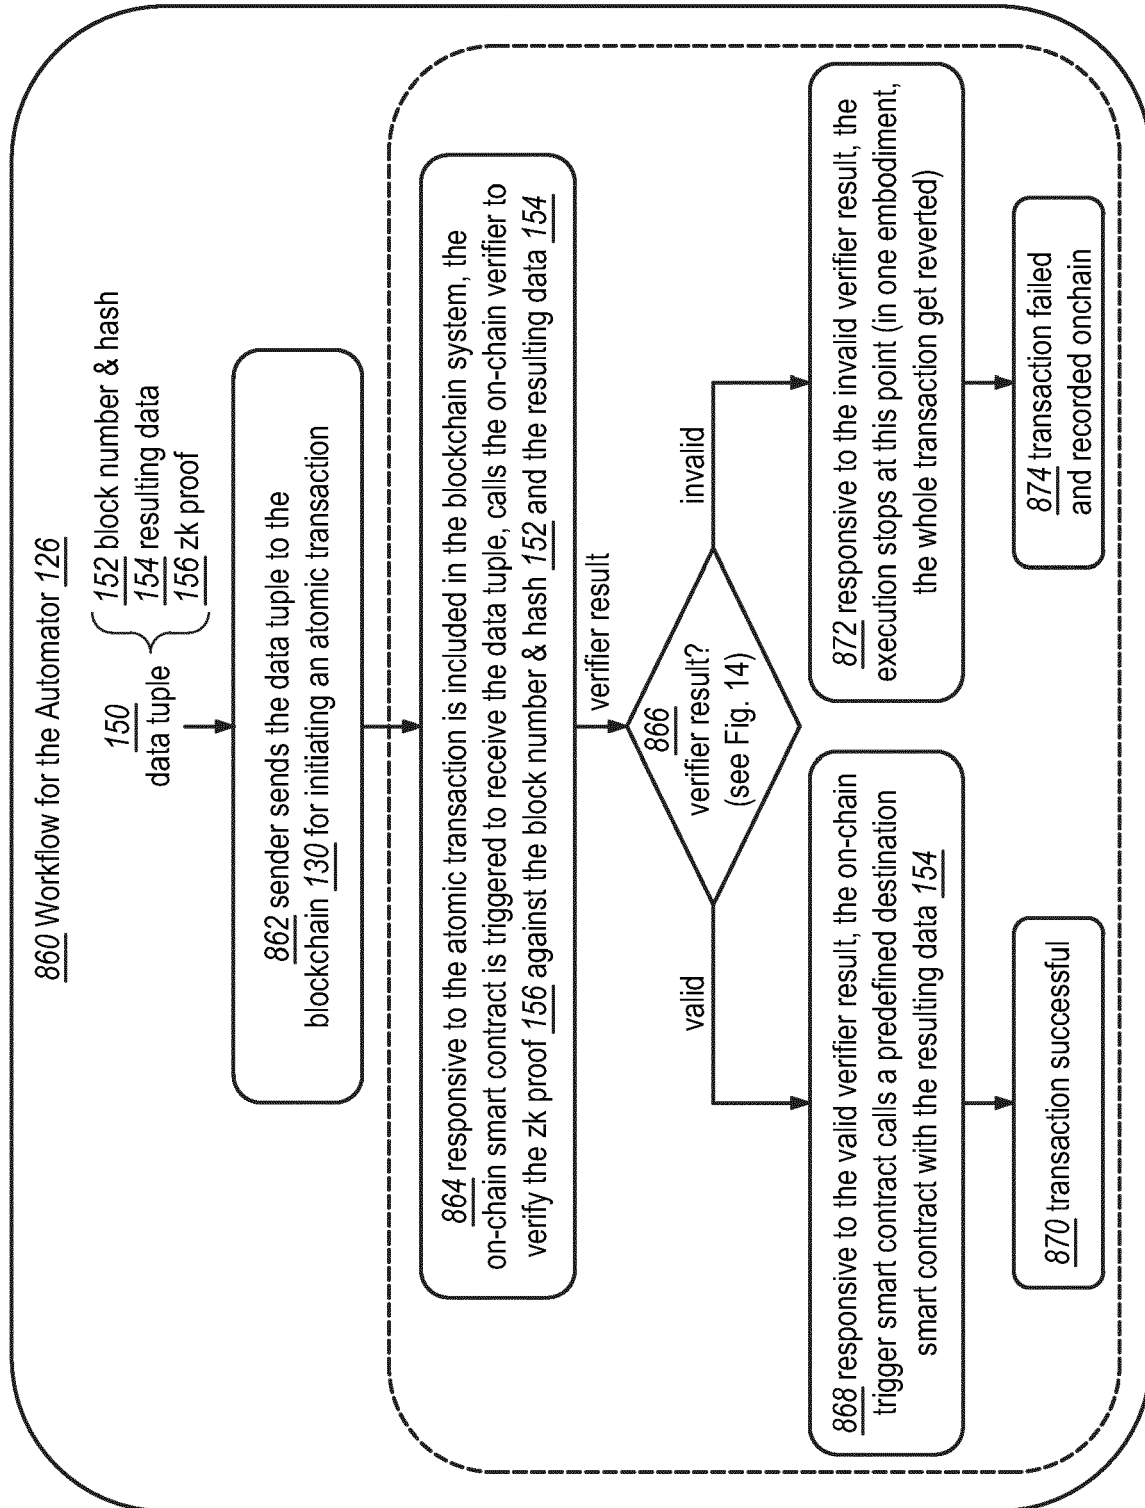 860 Workflow for the Automator 126
150
data tuple
152 block number & hash
154 resulting data
156 zk proof
862 sender sends the data tuple to the
blockchain 130 for initiating an atomic transaction
864 responsive to the atomic transaction is included in the blockchain system, the
on-chain smart contract is triggered to receive the data tuple, calls the on-chain verifier to
verify the zk proof 156 against the block number & hash 152 and the resulting data 154
verifier result
866
verifier result?
(see Fig. 14)
valid
invalid
868 responsive to the valid verifier result, the on-chain
trigger smart contract calls a predefined destination
smart contract with the resulting data 154
872 responsive to the invalid verifier result, the
execution stops at this point (in one embodiment,
the whole transaction get reverted)
870 transaction successful
874 transaction failed
and recorded onchain